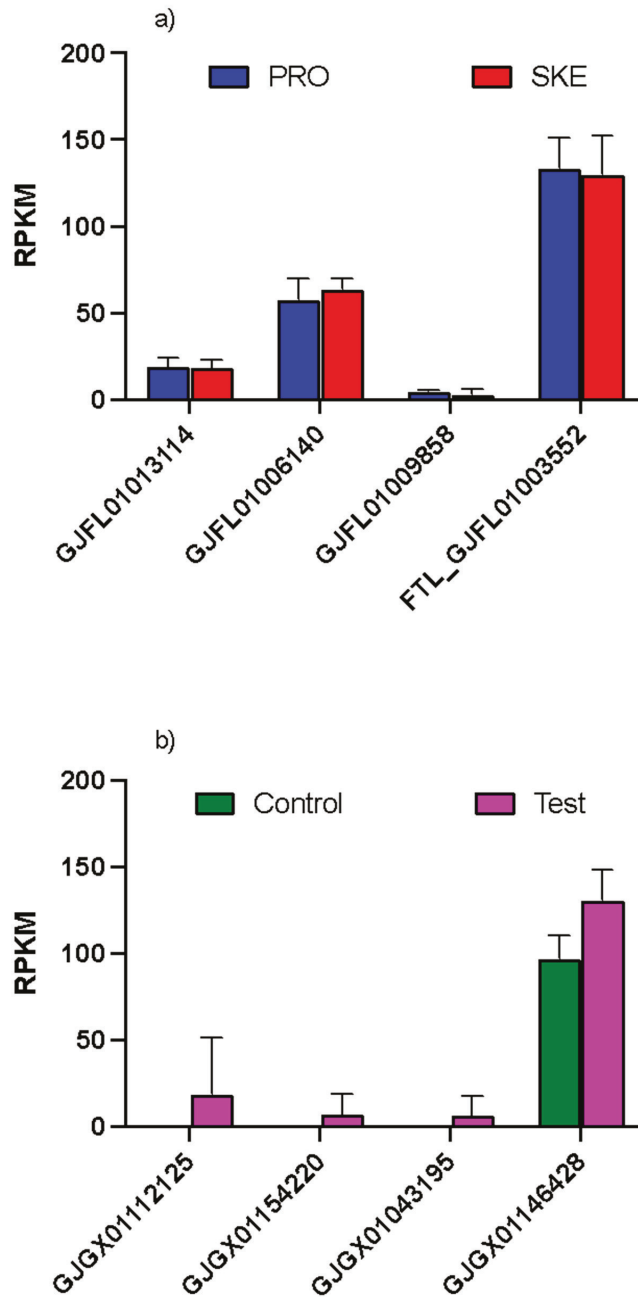 a)
PRO SKE
200
150
100
50
0
RPKM
GJFL01013114
GJFL01006140
GJFL01009858
FTL_GJFL01003552
b)
Control Test
200
150
100
50
0
RPKM
GJGX01112125
GJGX01154220
GJGX01043195
GJGX01146428